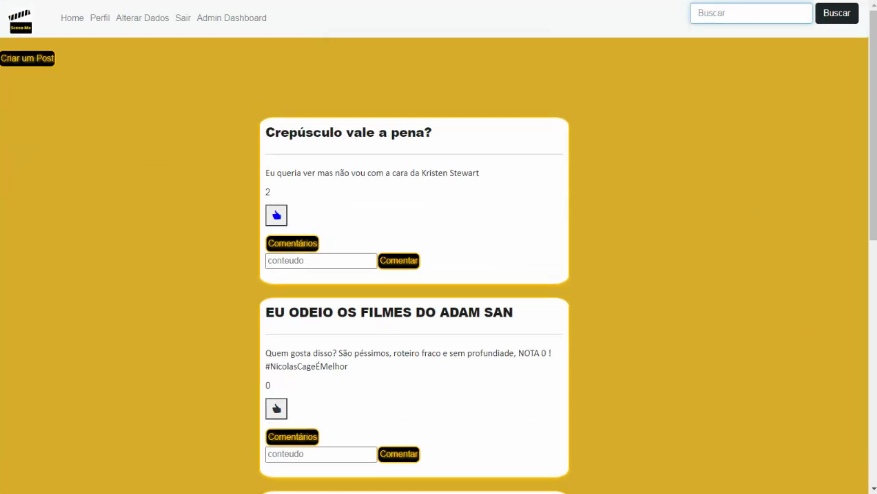 Home Perfil Alterar Dados Sair Admin Dashboard Buscar Buscar
Criar um Post
Crepúsculo vale a pena?
Eu queria ver mas não vou com a cara da Kristen Stewart
2
Comentários
conteudo Comentar
EU ODEIO OS FILMES DO ADAM SAN
Quem gosta disso? São péssimos, roteiro fraco e sem profundiade, NOTA 0 !
#NicolasCageÉMelhor
0
Comentários
conteudo Comentar